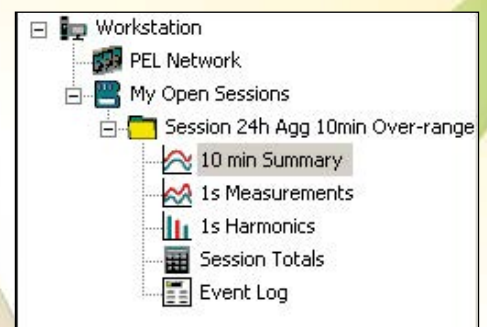 Workstation
PEL Network
My Open Sessions
Session 24h Agg 10min Over-range
10 min Summary
1s Measurements
1s Harmonics
Session Totals
Event Log